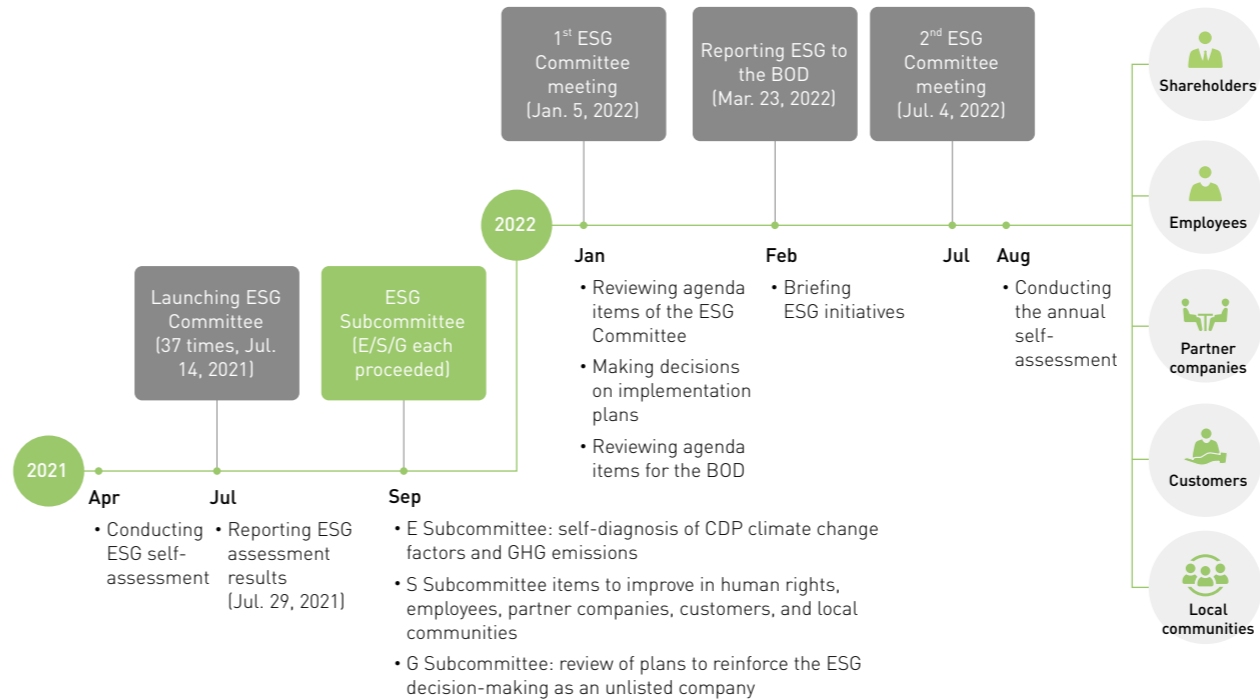 1st ESG
Committee
meeting
(Jan. 5, 2022)
Reporting ESG to
the BOD
(Mar. 23, 2022)
2nd ESG
Committee
meeting
(Jul. 4, 2022)
Shareholders
Employees
Partner
companies
Customers
Local
communities
2022
Jan
• Reviewing agenda
items of the ESG
Committee
• Making decisions
on implementation
plans
• Reviewing agenda
items for the BOD
Feb
• Briefing
ESG initiatives
Jul
Aug
• Conducting
the annual
self-
assessment
Launching ESG
Committee
(37 times, Jul.
14, 2021)
ESG
Subcommittee
(E/S/G each
proceeded)
2021
Apr
• Conducting
ESG self-
assessment
Jul
• Reporting ESG
assessment
results
(Jul. 29, 2021)
Sep
• E Subcommittee: self-diagnosis of CDP climate change
factors and GHG emissions
• S Subcommittee items to improve in human rights,
employees, partner companies, customers, and local
communities
• G Subcommittee: review of plans to reinforce the ESG
decision-making as an unlisted company